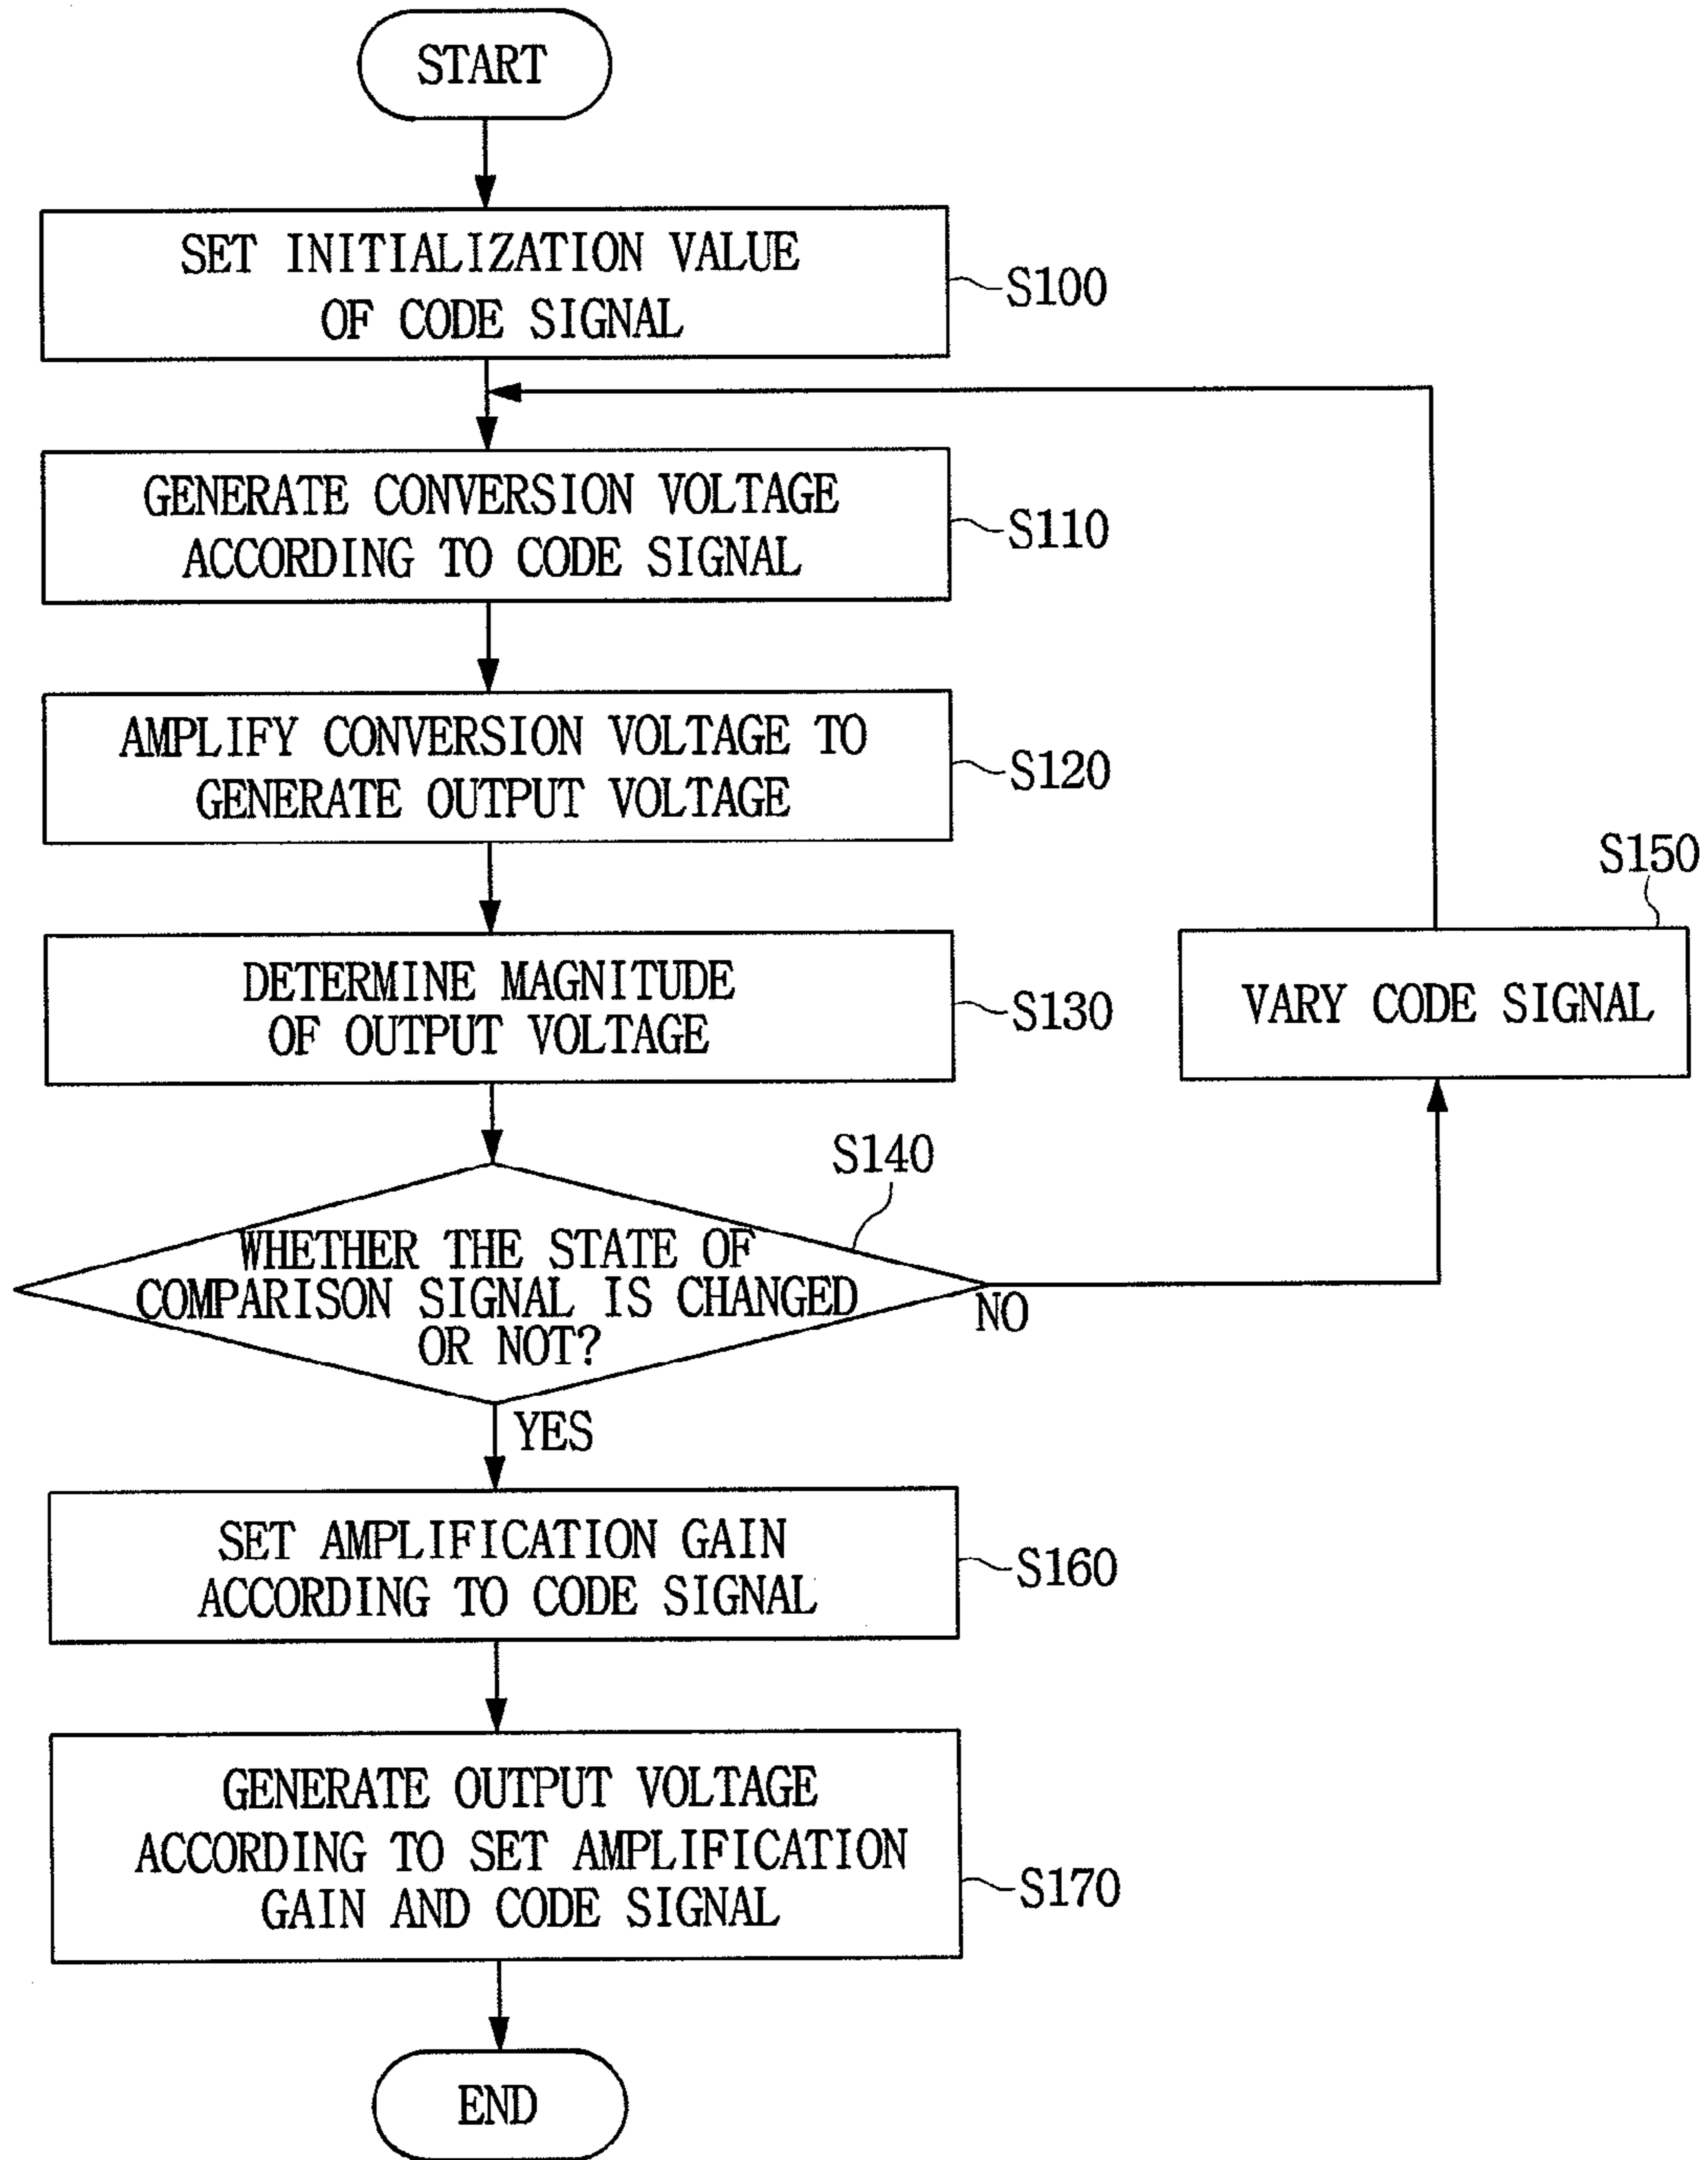 START
SET INITIALIZATION VALUE
OF CODE SIGNAL
S100
GENERATE CONVERSION VOLTAGE
ACCORDING TO CODE SIGNAL
S110
AMPLIFY CONVERSION VOLTAGE TO
GENERATE OUTPUT VOLTAGE
S120
DETERMINE MAGNITUDE
OF OUTPUT VOLTAGE
S130
S150
VARY CODE SIGNAL
S140
WHETHER THE STATE OF
COMPARISON SIGNAL IS CHANGED
OR NOT?
NO
YES
SET AMPLIFICATION GAIN
ACCORDING TO CODE SIGNAL
S160
GENERATE OUTPUT VOLTAGE
ACCORDING TO SET AMPLIFICATION
GAIN AND CODE SIGNAL
S170
END